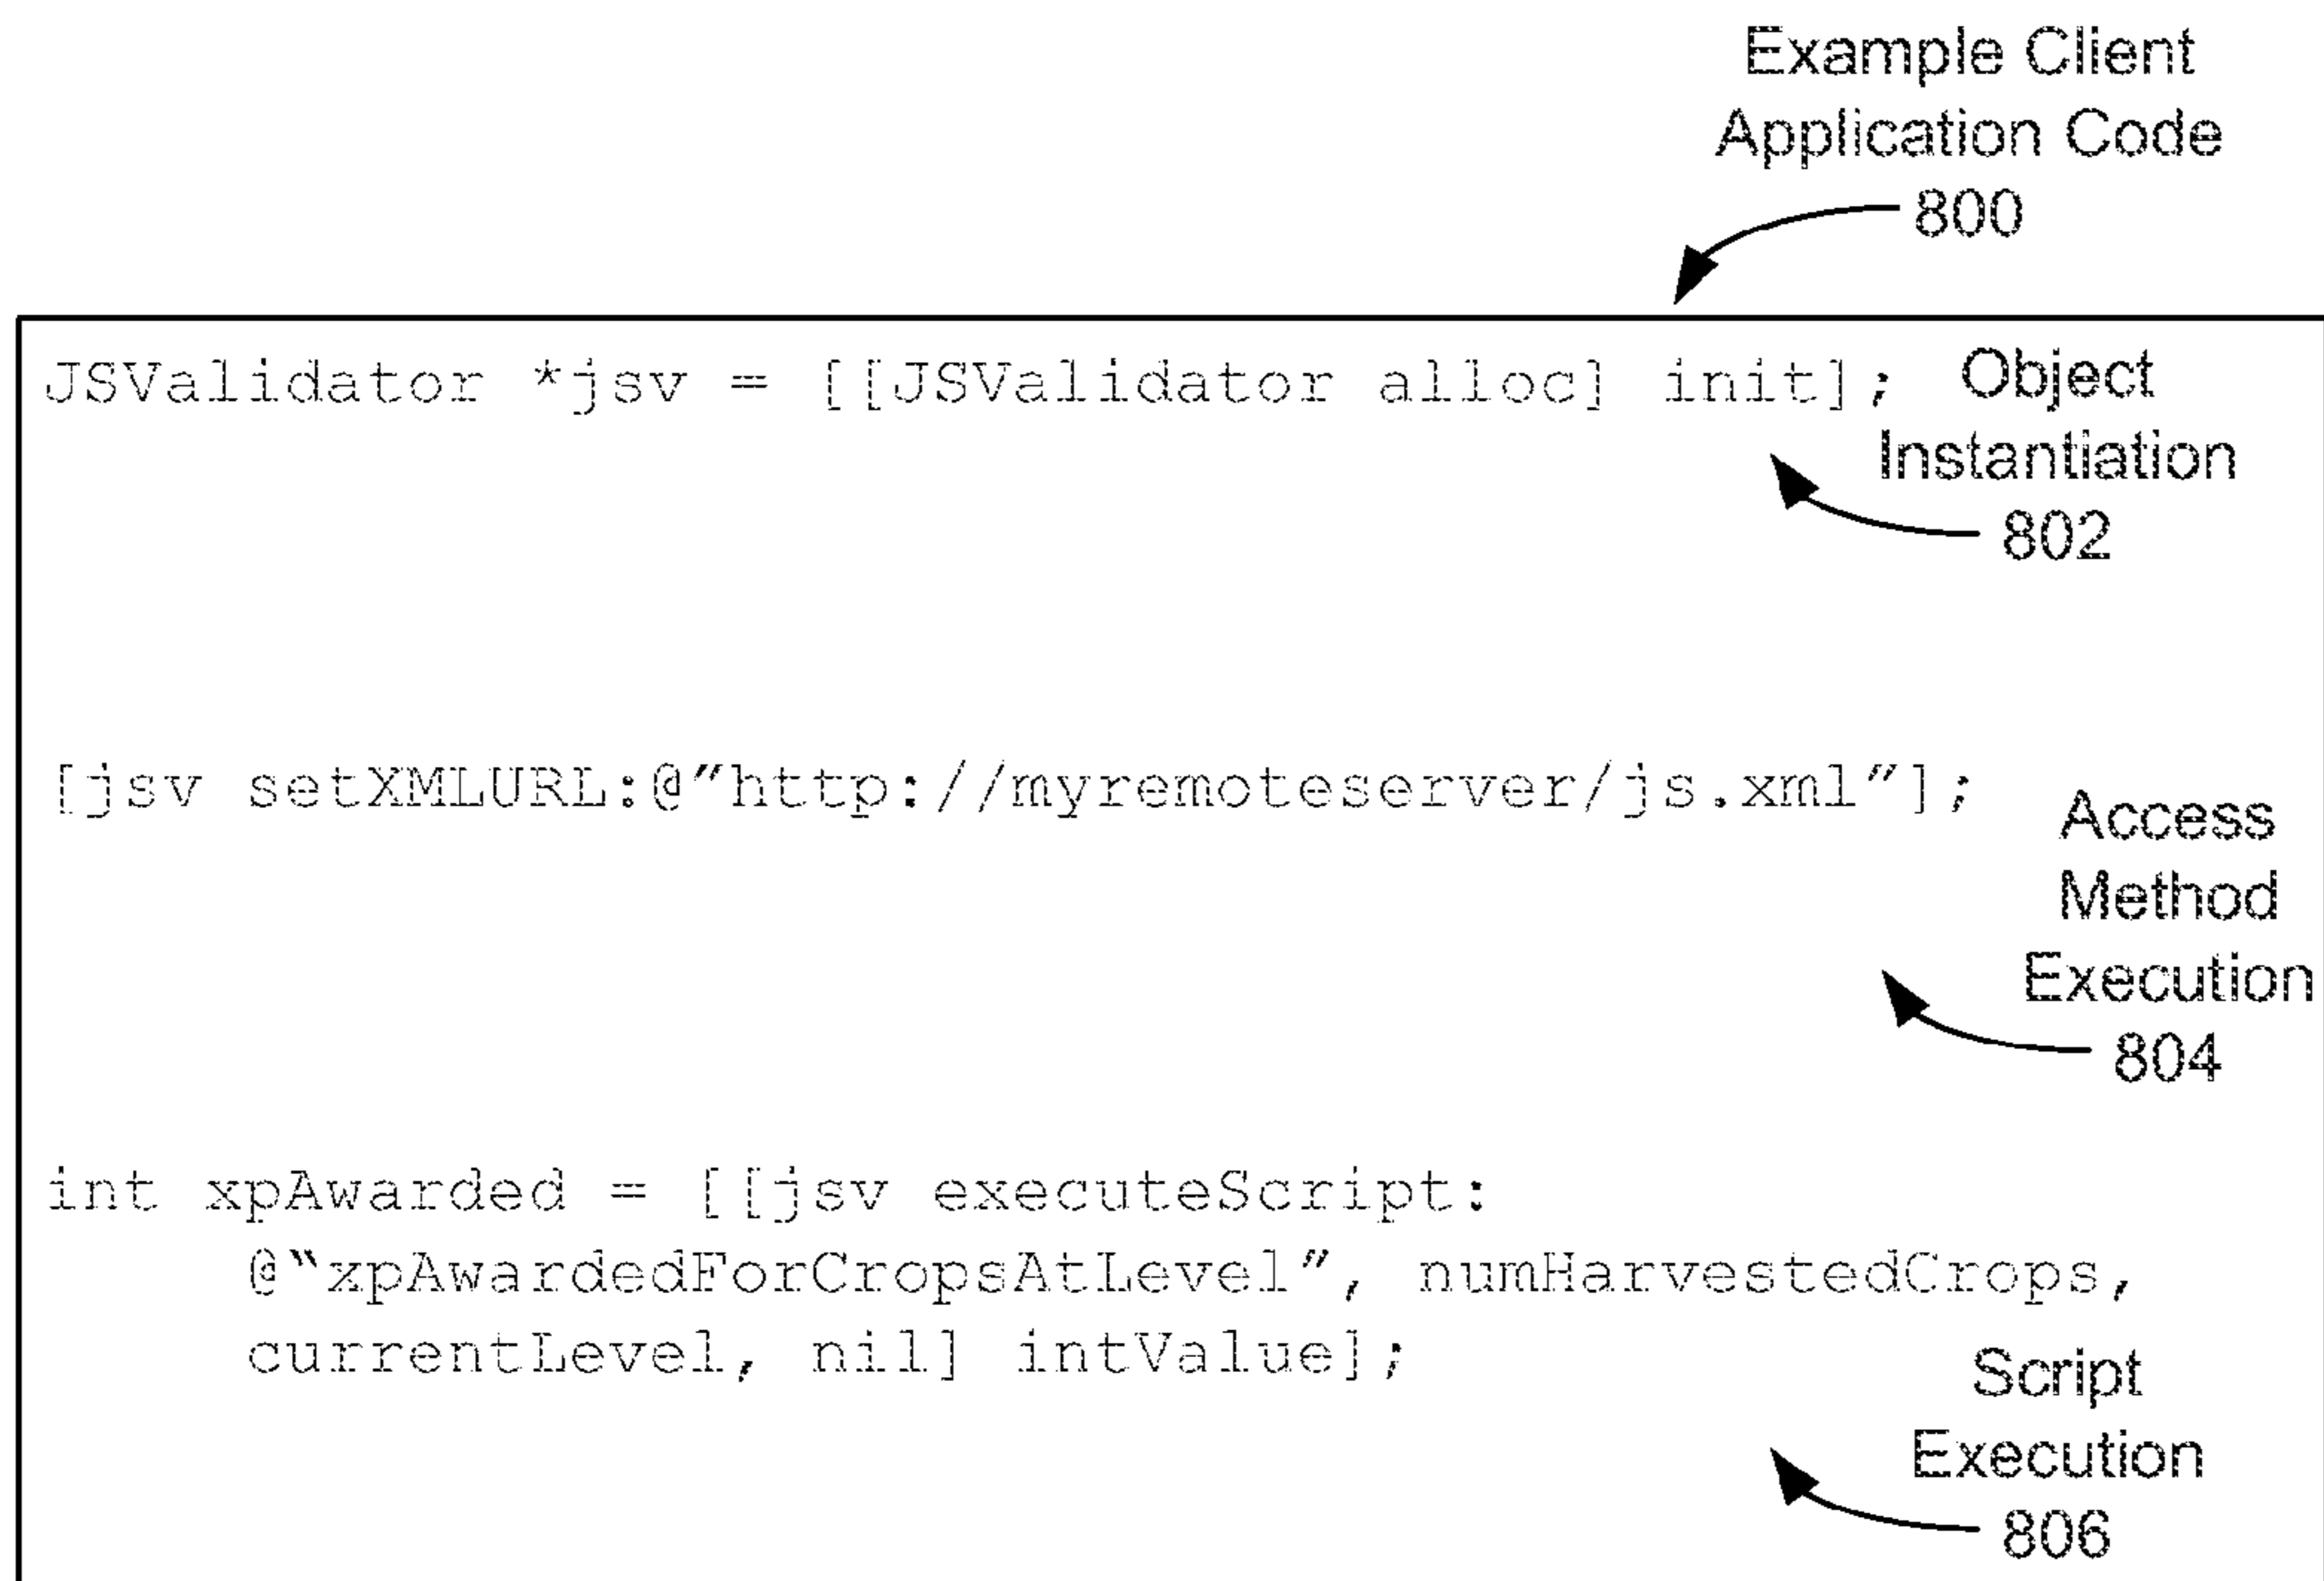 Example Client
Application Code
800
JSValidator *jsv = [[JSValidator alloc] init];
Object
Instantiation
802
[jsv setXMLURL:@”http://myremoteserver/js.xml”];
Access
Method
Execution
804
int xpAwarded = [[jsv executeScript:
@“xpAwardedForCropsAtLevel”, numHarvestedCrops,
currentLevel, nil] intValue];
Script
Execution
806